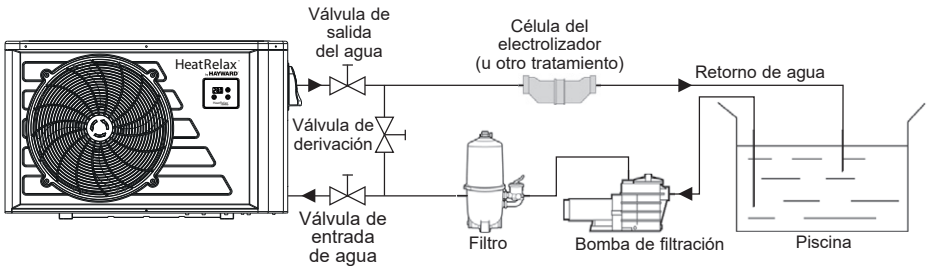 Válvula de
salida
del agua
Célula del
electrolizador
(u otro tratamiento)
Retorno de agua
HeatRelax
by HAYWARD
Válvula de
derivación
Válvula de
entrada
de agua
Filtro
Bomba de filtración
Piscina